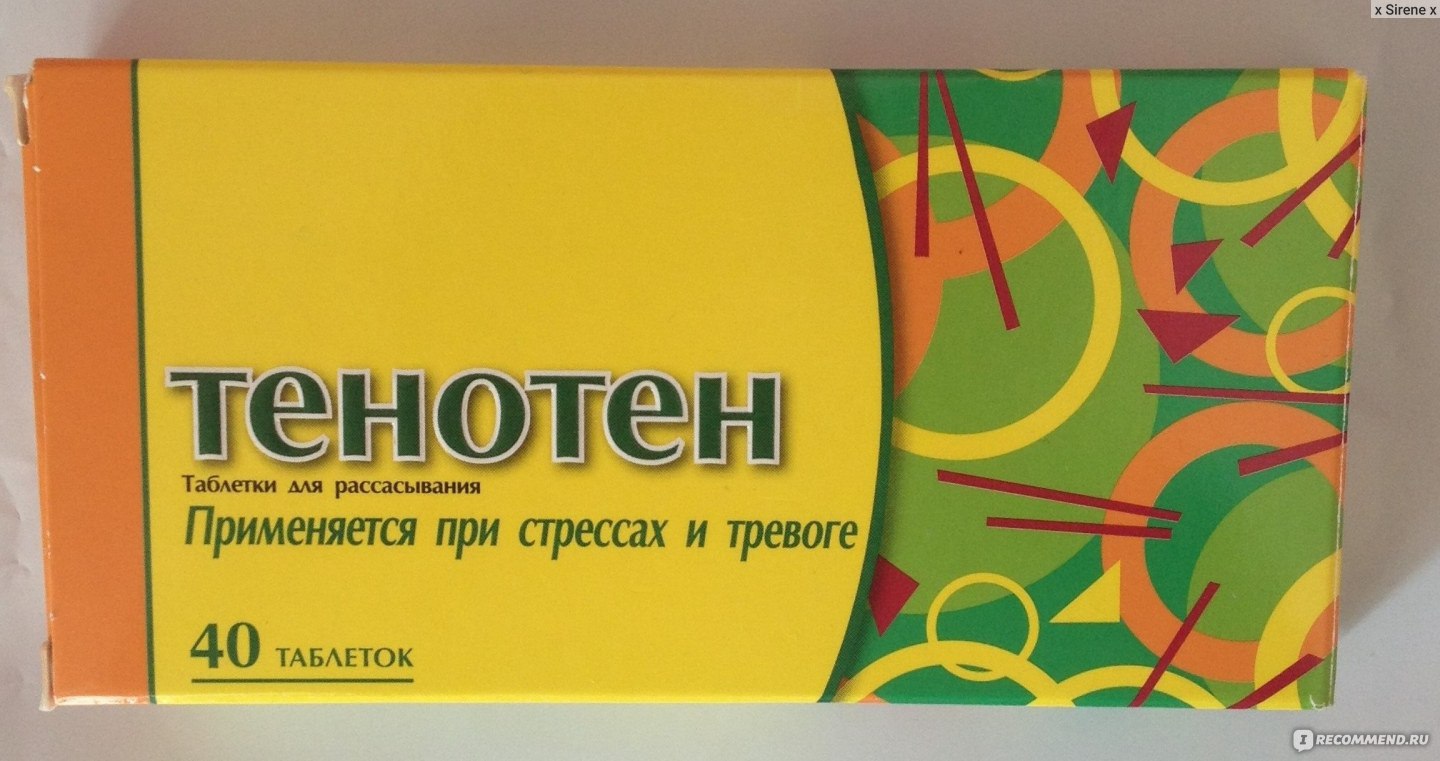 x Sirene x
тенотен
Таблетки для рассасывания
Применяется при стрессах и тревоге
40 ТАБЛЕТОК
I RECOMMEND.RU